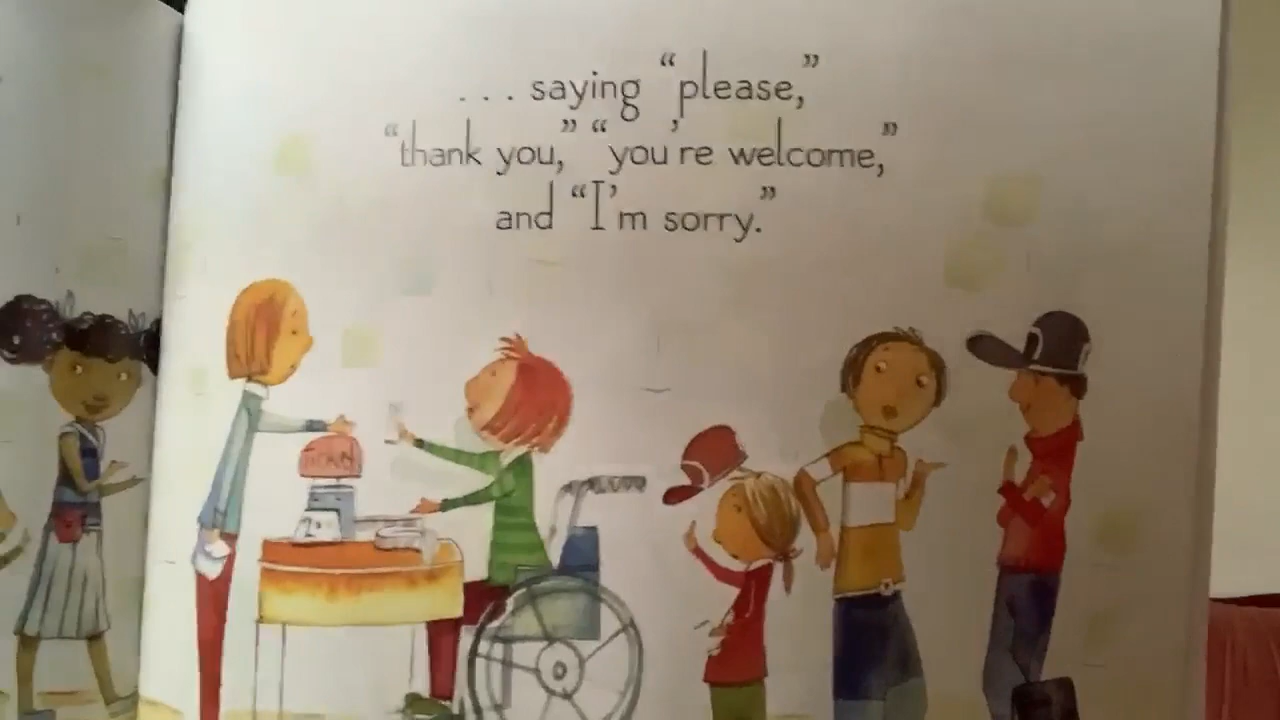 . . . saying “please,”
“thank you,” “you’re welcome,”
and “I’m sorry.”